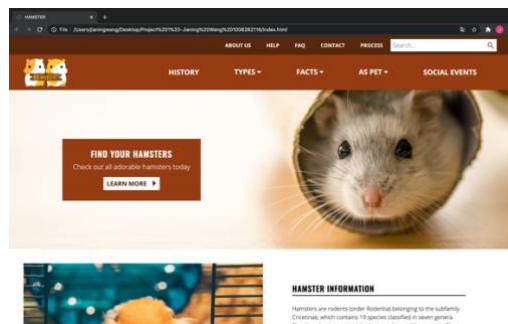 HAMSTER
File
ABOUT US HELP FAQ CONTACT PROCESS Search...
HISTORY TYPES FACTS AS PET SOCIAL EVENTS
FIND YOUR HAMSTERS
Check out all adorable hamsters today
LEARN MORE
HAMSTER INFORMATION
Hamsters are rodents (order Rodentia) belonging to the subfamily
Cricetinae, which contains 19 species classified in seven genera.